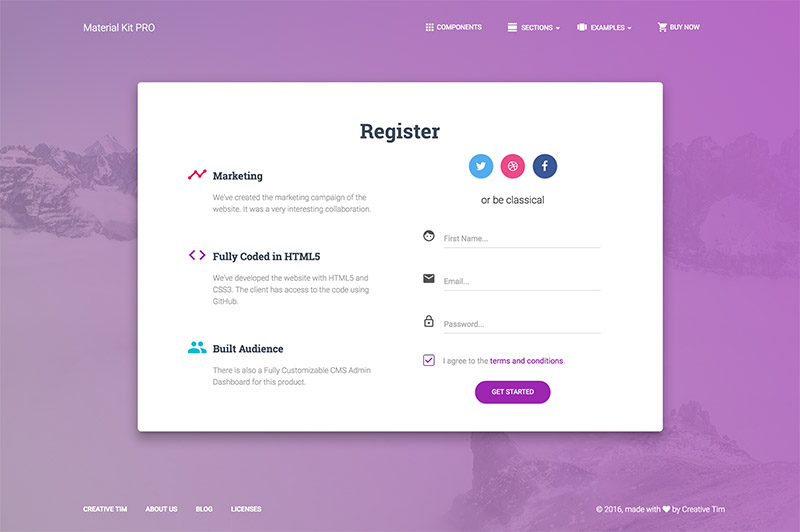 Material Kit PRO
COMPONENTS
SECTIONS
EXAMPLES
BUY NOW
Register
Marketing
We've created the marketing campaign of the
website. It was a very interesting collaboration.
Fully Coded in HTML5
We've developed the website with HTML5 and
CSS3. The client has access to the code using
GitHub.
Built Audience
There is also a Fully Customizable CMS Admin
Dashboard for this product.
or be classical
First Name...
Email...
Password...
I agree to the terms and conditions.
GET STARTED
CREATIVE TIM
ABOUT US
BLOG
LICENSES
© 2016, made with by Creative Tim